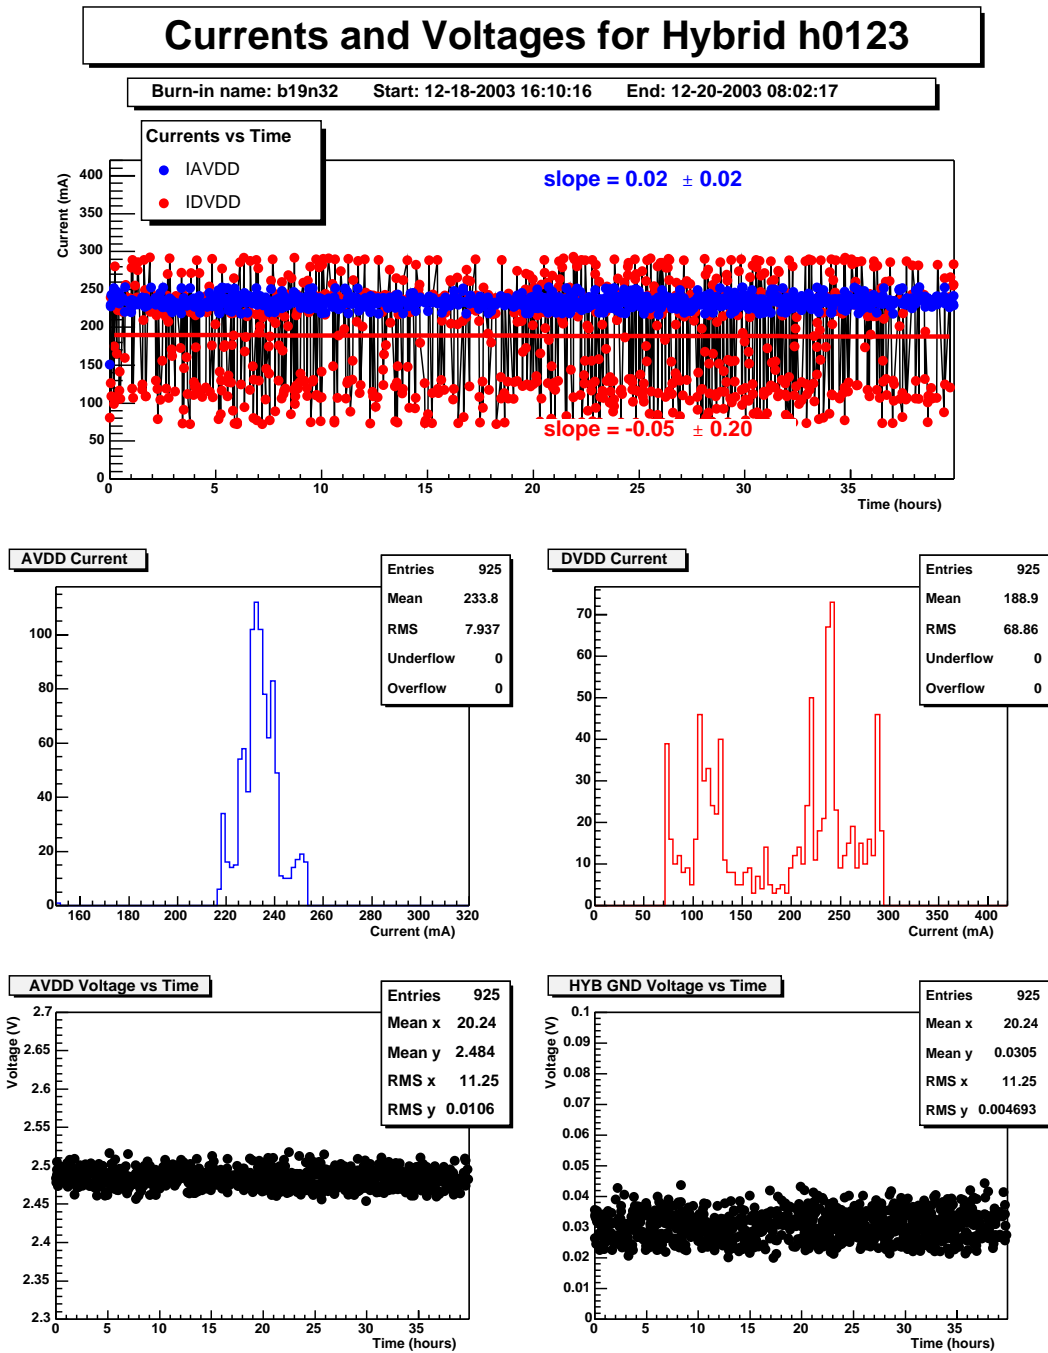 Currents and Voltages for Hybrid h0123
Burn-in name: b19n32 Start: 12-18-2003 16:10:16 End: 12-20-2003 08:02:17
Currents vs Time
IAVDD
IDVDD
slope = 0.02 ± 0.02
slope = -0.05 ± 0.20
Current (mA)
400
350
300
250
200
150
100
50
0
0 5 10 15 20 25 30 35
Time (hours)
AVDD Current
Entries 925
Mean 233.8
RMS 7.937
Underflow 0
Overflow 0
100
80
60
40
20
0
160 180 200 220 240 260 280 300 320
Current (mA)
DVDD Current
Entries 925
Mean 188.9
RMS 68.86
Underflow 0
Overflow 0
70
60
50
40
30
20
10
0
0 50 100 150 200 250 300 350 400
Current (mA)
AVDD Voltage vs Time
Entries 925
Mean x 20.24
Mean y 2.484
RMS x 11.25
RMS y 0.0106
Voltage (V)
2.7
2.65
2.6
2.55
2.5
2.45
2.4
2.35
2.3
0 5 10 15 20 25 30 35
Time (hours)
HYB GND Voltage vs Time
Entries 925
Mean x 20.24
Mean y 0.0305
RMS x 11.25
RMS y 0.004693
Voltage (V)
0.1
0.09
0.08
0.07
0.06
0.05
0.04
0.03
0.02
0.01
0
0 5 10 15 20 25 30 35
Time (hours)